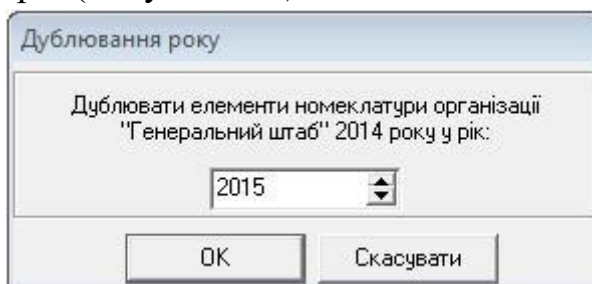 Дублювання року
Дублювати елементи номеклатури організації
"Генеральний штаб" 2014 року у рік:
2015
OK
Скасувати